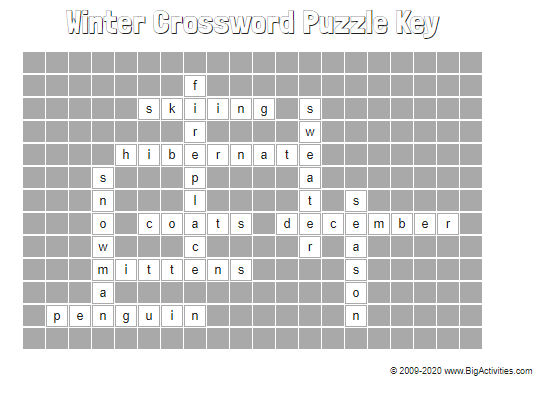 Winter Crossword Puzzle Key
f
s k i i n g s
r w
h i b e r n a t e
s p a
n l t s
o c o a t s d e c e m b e r
w c r a
m i t t e n s s
a o
p e n g u i n n
© 2009-2020 www.BigActivities.com